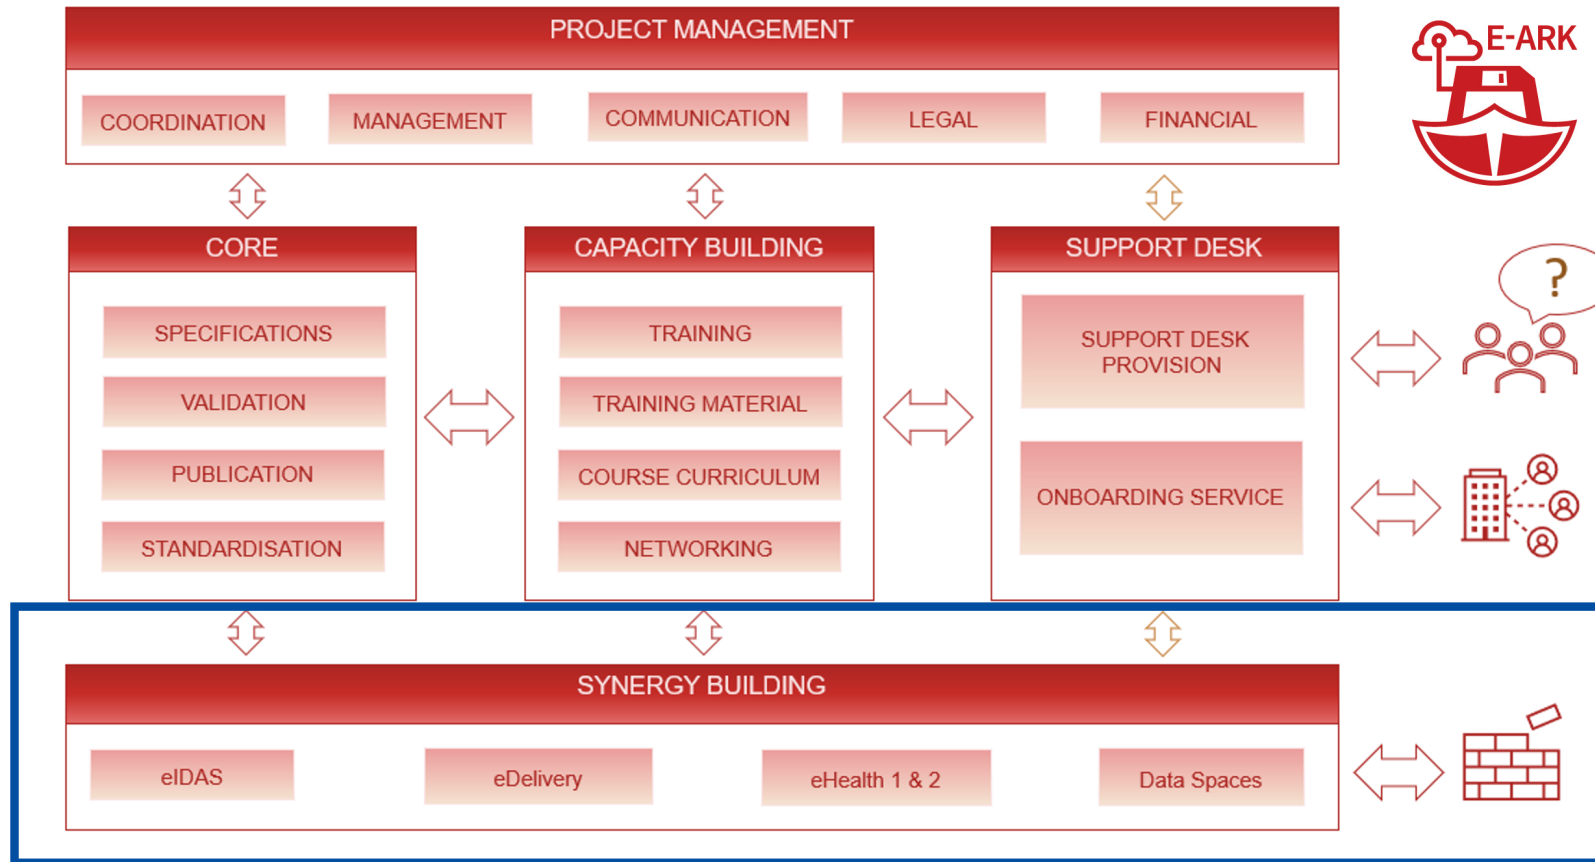 PROJECT MANAGEMENT
E-ARK
COORDINATION
MANAGEMENT
COMMUNICATION
LEGAL
FINANCIAL
CORE
SPECIFICATIONS
VALIDATION
PUBLICATION
STANDARDISATION
CAPACITY BUILDING
TRAINING
TRAINING MATERIAL
COURSE CURRICULUM
NETWORKING
SUPPORT DESK
SUPPORT DESK
PROVISION
ONBOARDING SERVICE
?
SYNERGY BUILDING
eIDAS
eDelivery
eHealth 1 & 2
Data Spaces